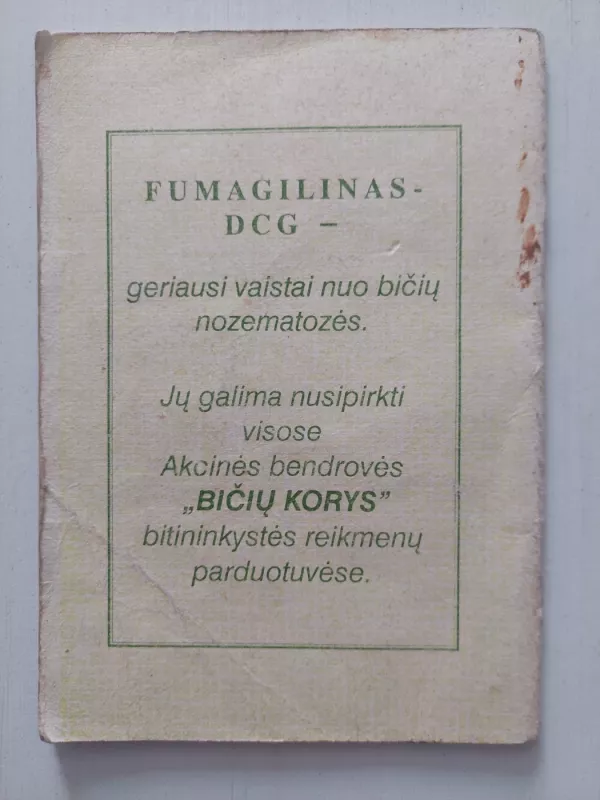 FUMAGILINAS-
DCG –
geriausi vaistai nuo bičių
nozematozės.
Jų galima nusipirkti
visose
Akcinės bendrovės
„BIČIŲ KORYS”
bitininkystės reikmenų
parduotuvėse.